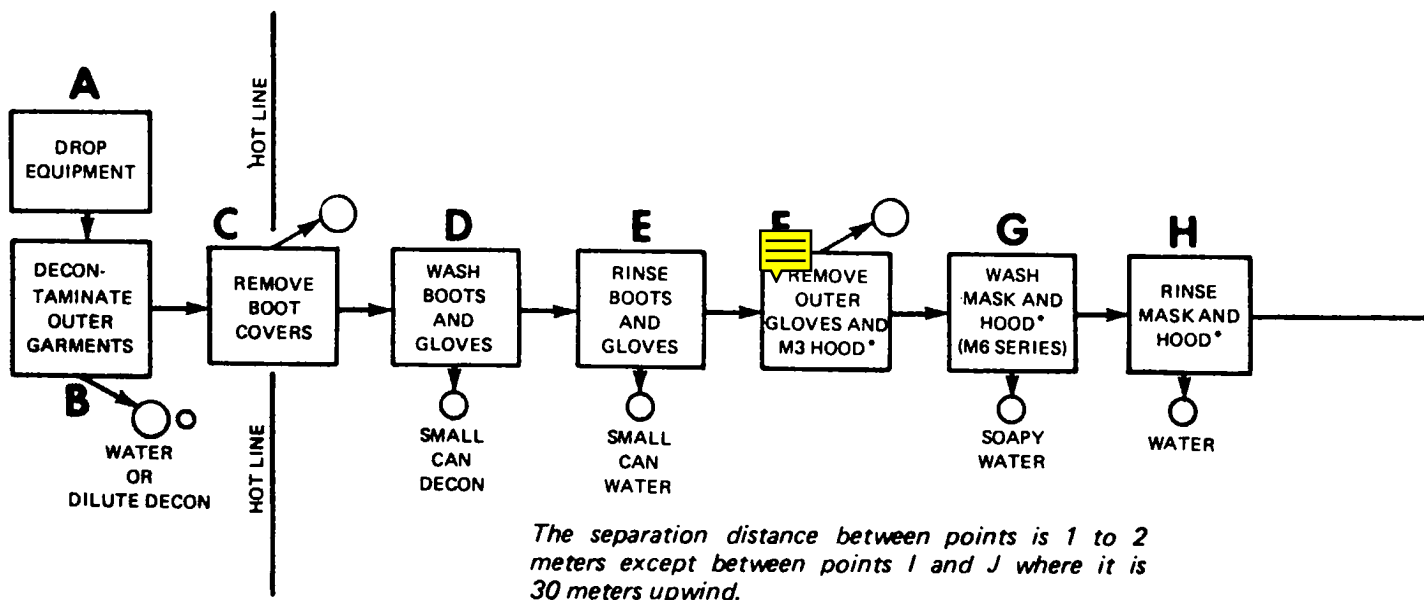 A
DROP
EQUIPMENT
HOT LINE
B
DECON-
TAMINATE
OUTER
GARMENTS
WATER
OR
DILUTE DECON
C
REMOVE
BOOT
COVERS
HOT LINE
D
WASH
BOOTS
AND
GLOVES
SMALL
CAN
DECON
E
RINSE
BOOTS
AND
GLOVES
SMALL
CAN
WATER
F
REMOVE
OUTER
GLOVES AND
M3 HOOD*
G
WASH
MASK AND
HOOD*
(M6 SERIES)
SOAPY
WATER
H
RINSE
MASK AND
HOOD*
WATER
The separation distance between points is 1 to 2
meters except between points I and J where it is
30 meters upwind.